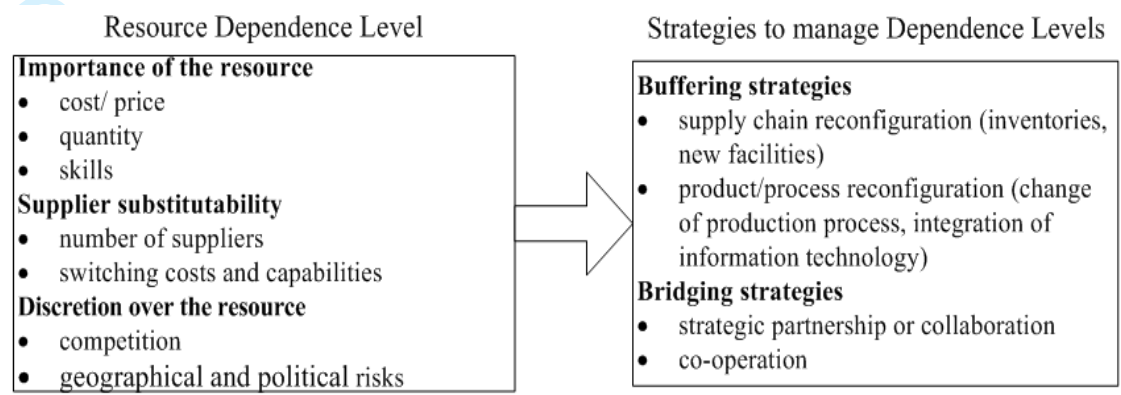 Resource Dependence Level
Importance of the resource
• cost/ price
• quantity
• skills
Supplier substitutability
• number of suppliers
• switching costs and capabilities
Discretion over the resource
• competition
• geographical and political risks
Strategies to manage Dependence Levels
Buffering strategies
• supply chain reconfiguration (inventories,
new facilities)
• product/process reconfiguration (change
of production process, integration of
information technology)
Bridging strategies
• strategic partnership or collaboration
• co-operation